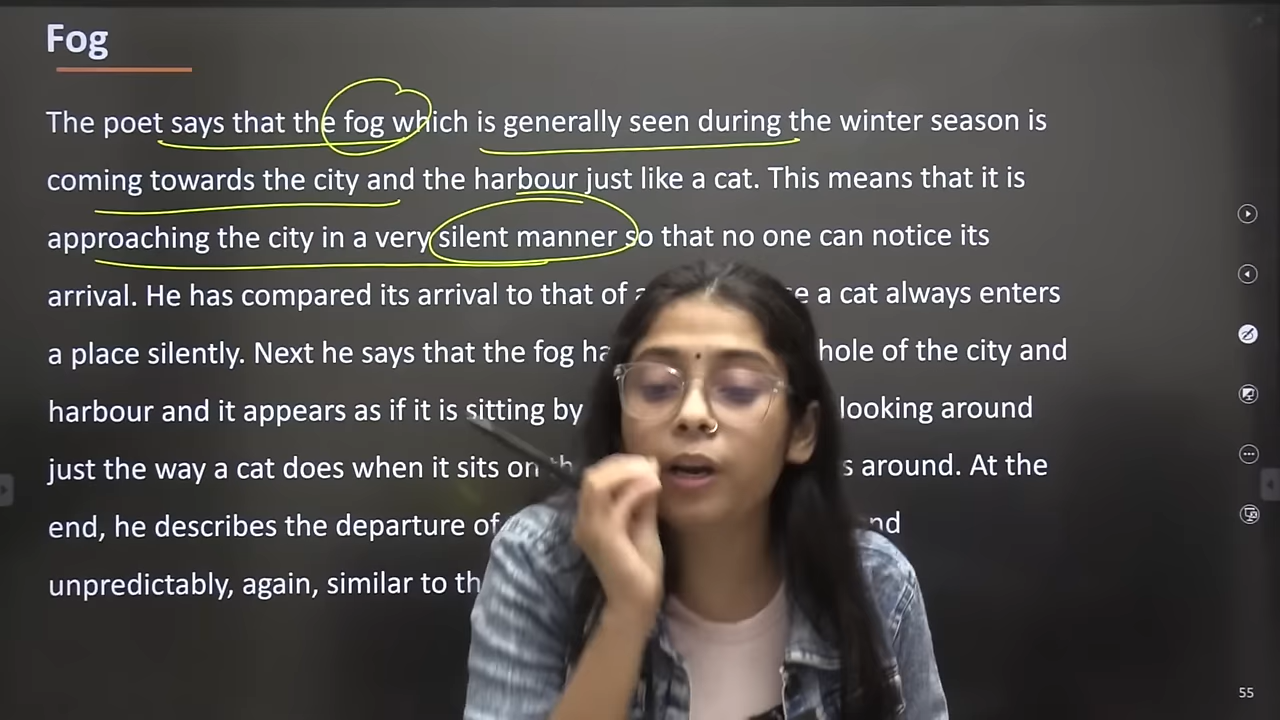 Fog
The poet says that the fog which is generally seen during the winter season is
coming towards the city and the harbour just like a cat. This means that it is
approaching the city in a very silent manner so that no one can notice its
arrival. He has compared its arrival to that of a cat always enters
a place silently. Next he says that the fog of the city and
harbour and it appears as if it is sitting by looking around
just the way a cat does when it sits on around. At the
end, he describes the departure of
unpredictably, again, similar to
55